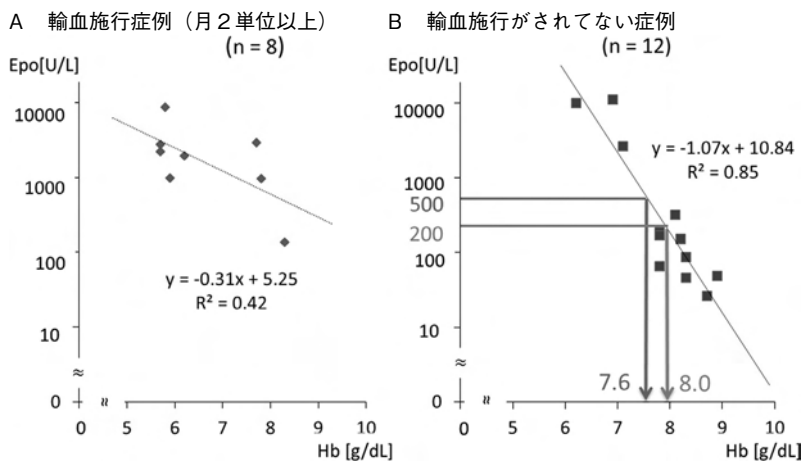 A 輸血施行症例（月２単位以上）
(n = 8)
Epo[U/L]
10000
1000
100
10
≈
0
≈
5
6
7
8
9
10
Hb [g/dL]
y = -0.31x + 5.25
R² = 0.42
B 輸血施行がされてない症例
(n = 12)
Epo[U/L]
10000
1000
500
200
100
10
≈
0
≈
5
6
7
8
9
10
Hb [g/dL]
y = -1.07x + 10.84
R² = 0.85
7.6
8.0